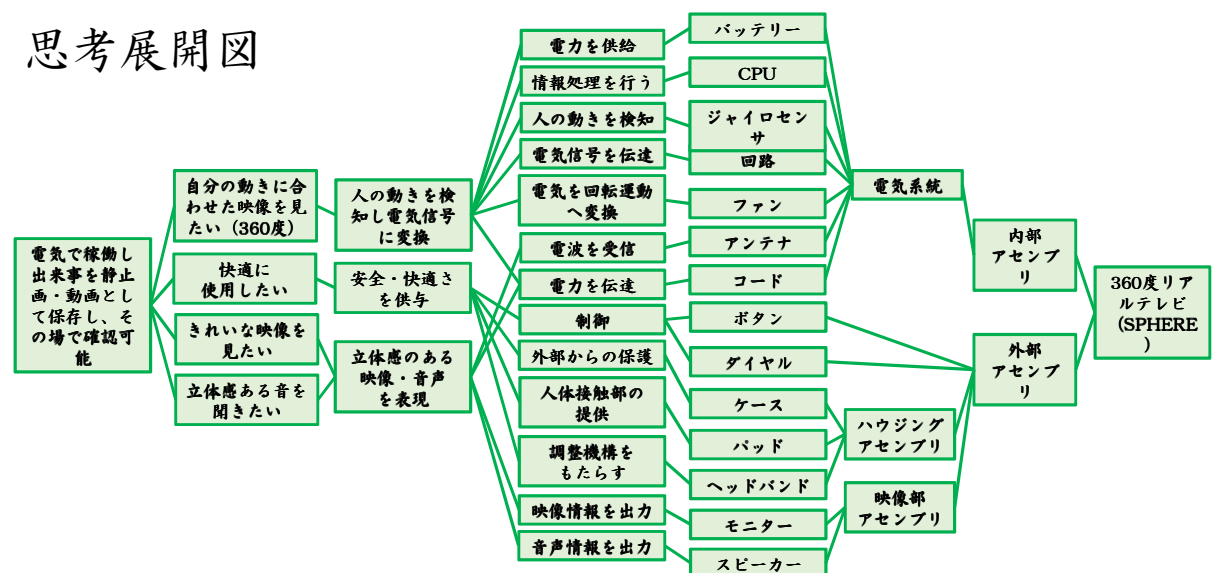 思考展開図
電気で稼働し
出来事を静止
画・動画とし
て保存し、そ
の場で確認可
能
自分の動きに合
わせた映像を見
たい（360度）
快適に
使用したい
きれいな映像を
見たい
立体感ある音を
聞きたい
人の動きを検
知し電気信号
に変換
安全・快適さ
を供与
立体感のある
映像・音声
を表現
電力を供給
情報処理を行う
人の動きを検知
電気信号を伝達
電気を回転運動
へ変換
電波を受信
電力を伝達
制御
外部からの保護
人体接触部の
提供
調整機構を
もたらす
映像情報を出力
音声情報を出力
バッテリー
CPU
ジャイロセン
サ
回路
ファン
アンテナ
コード
ボタン
ダイヤル
ケース
パッド
ヘッドバンド
モニター
スピーカー
電気系統
ハウジング
アセンブリ
映像部
アセンブリ
内部
アセンブ
リ
外部
アセンブ
リ
360度リア
ルテレビ
（SPHERE
）